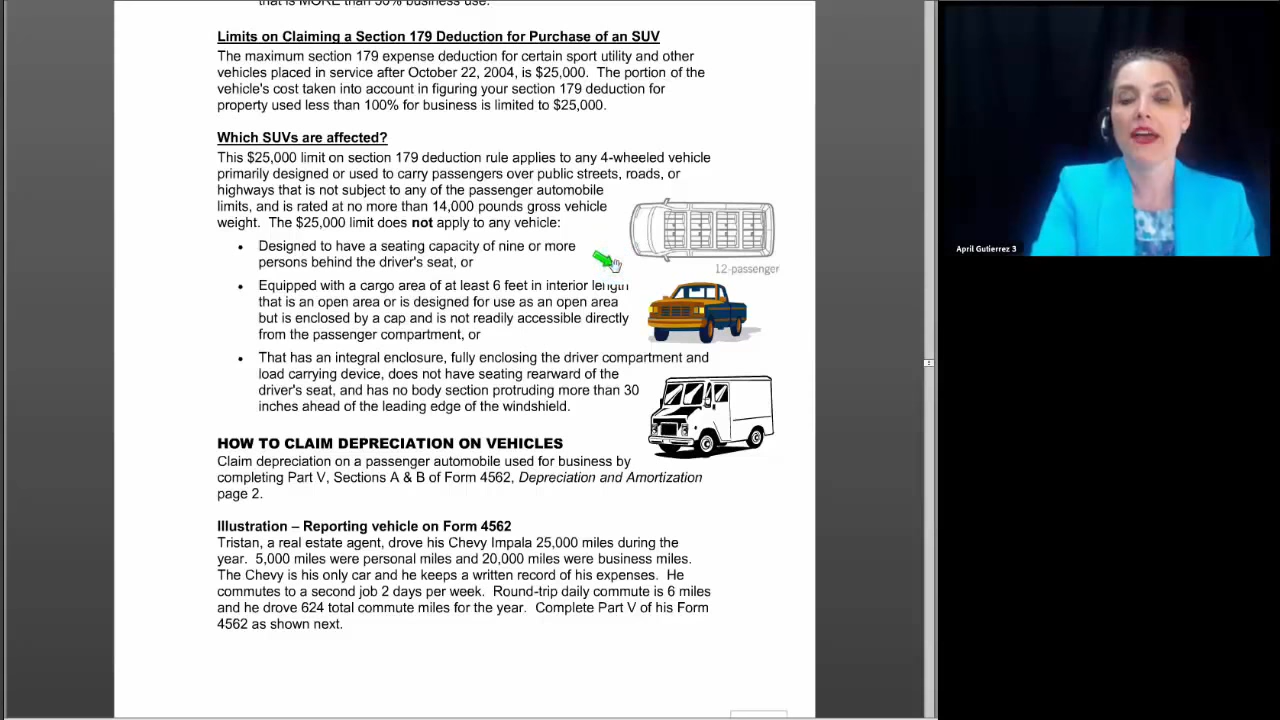 that is MORE than 50% business use.
Limits on Claiming a Section 179 Deduction for Purchase of an SUV
The maximum section 179 expense deduction for certain sport utility and other
vehicles placed in service after October 22, 2004, is $25,000.  The portion of the
vehicle's cost taken into account in figuring your section 179 deduction for
property used less than 100% for business is limited to $25,000.
Which SUVs are affected?
This $25,000 limit on section 179 deduction rule applies to any 4-wheeled vehicle
primarily designed or used to carry passengers over public streets, roads, or
highways that is not subject to any of the passenger automobile
limits, and is rated at no more than 14,000 pounds gross vehicle
weight.  The $25,000 limit does not apply to any vehicle:
• Designed to have a seating capacity of nine or more
persons behind the driver's seat, or
12-passenger
• Equipped with a cargo area of at least 6 feet in interior length
that is an open area or is designed for use as an open area
but is enclosed by a cap and is not readily accessible directly
from the passenger compartment, or
• That has an integral enclosure, fully enclosing the driver compartment and
load carrying device, does not have seating rearward of the
driver's seat, and has no body section protruding more than 30
inches ahead of the leading edge of the windshield.
HOW TO CLAIM DEPRECIATION ON VEHICLES
Claim depreciation on a passenger automobile used for business by
completing Part V, Sections A & B of Form 4562, Depreciation and Amortization
page 2.
Illustration – Reporting vehicle on Form 4562
Tristan, a real estate agent, drove his Chevy Impala 25,000 miles during the
year.  5,000 miles were personal miles and 20,000 miles were business miles.
The Chevy is his only car and he keeps a written record of his expenses.  He
commutes to a second job 2 days per week.  Round-trip daily commute is 6 miles
and he drove 624 total commute miles for the year.  Complete Part V of his Form
4562 as shown next.
April Gutierrez 3